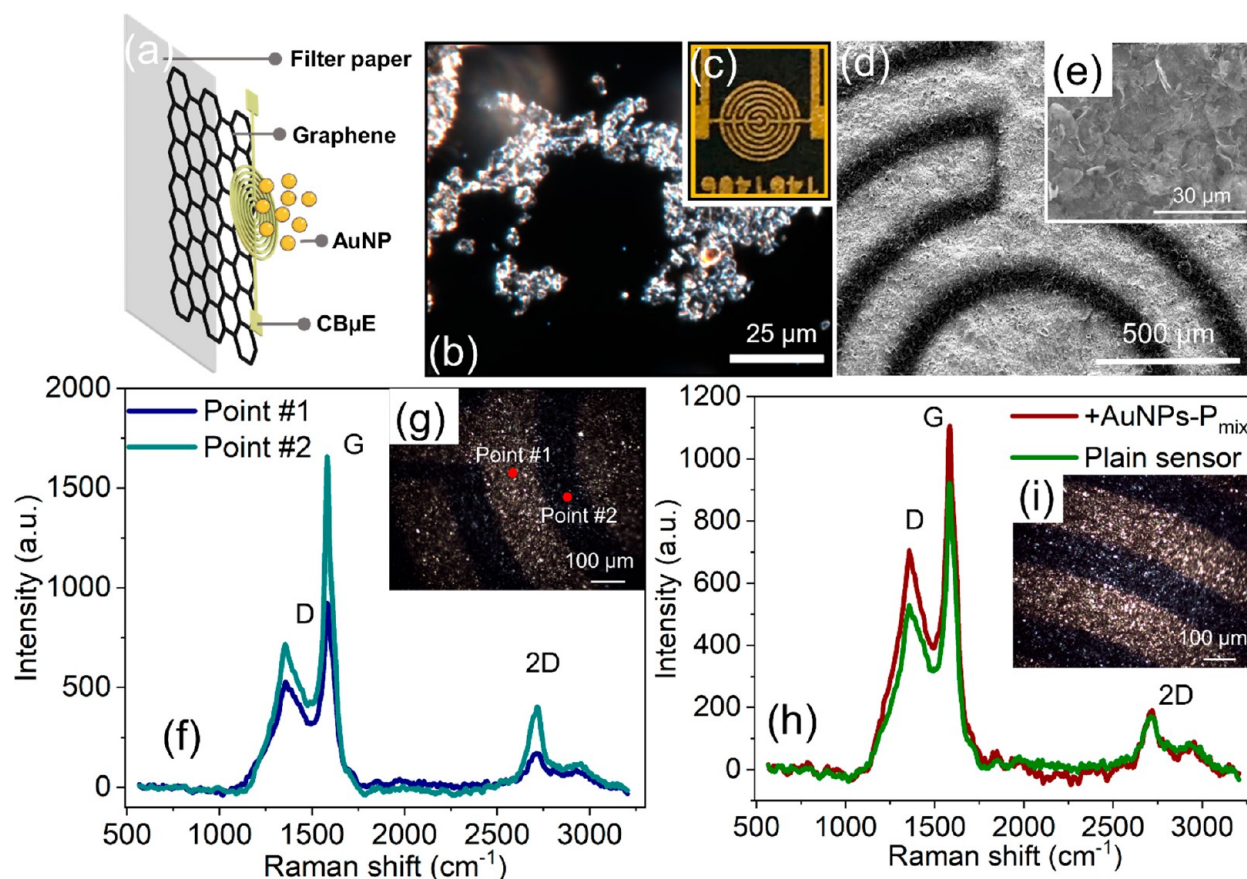 (a)
Filter paper
Graphene
AuNP
CBµE
(b)
25 µm
(c)
(d)
500 µm
(e)
30 µm
2000
1500
1000
500
0
Intensity (a.u.)
Point #1
Point #2
G
D
2D
(f)
500 1000 1500 2000 2500 3000
Raman shift (cm⁻¹)
(g)
Point #1
Point #2
100 µm
1200
1000
800
600
400
200
0
Intensity (a.u.)
+AuNPs-Pmix
Plain sensor
G
D
2D
(h)
500 1000 1500 2000 2500 3000
Raman shift (cm⁻¹)
(i)
100 µm